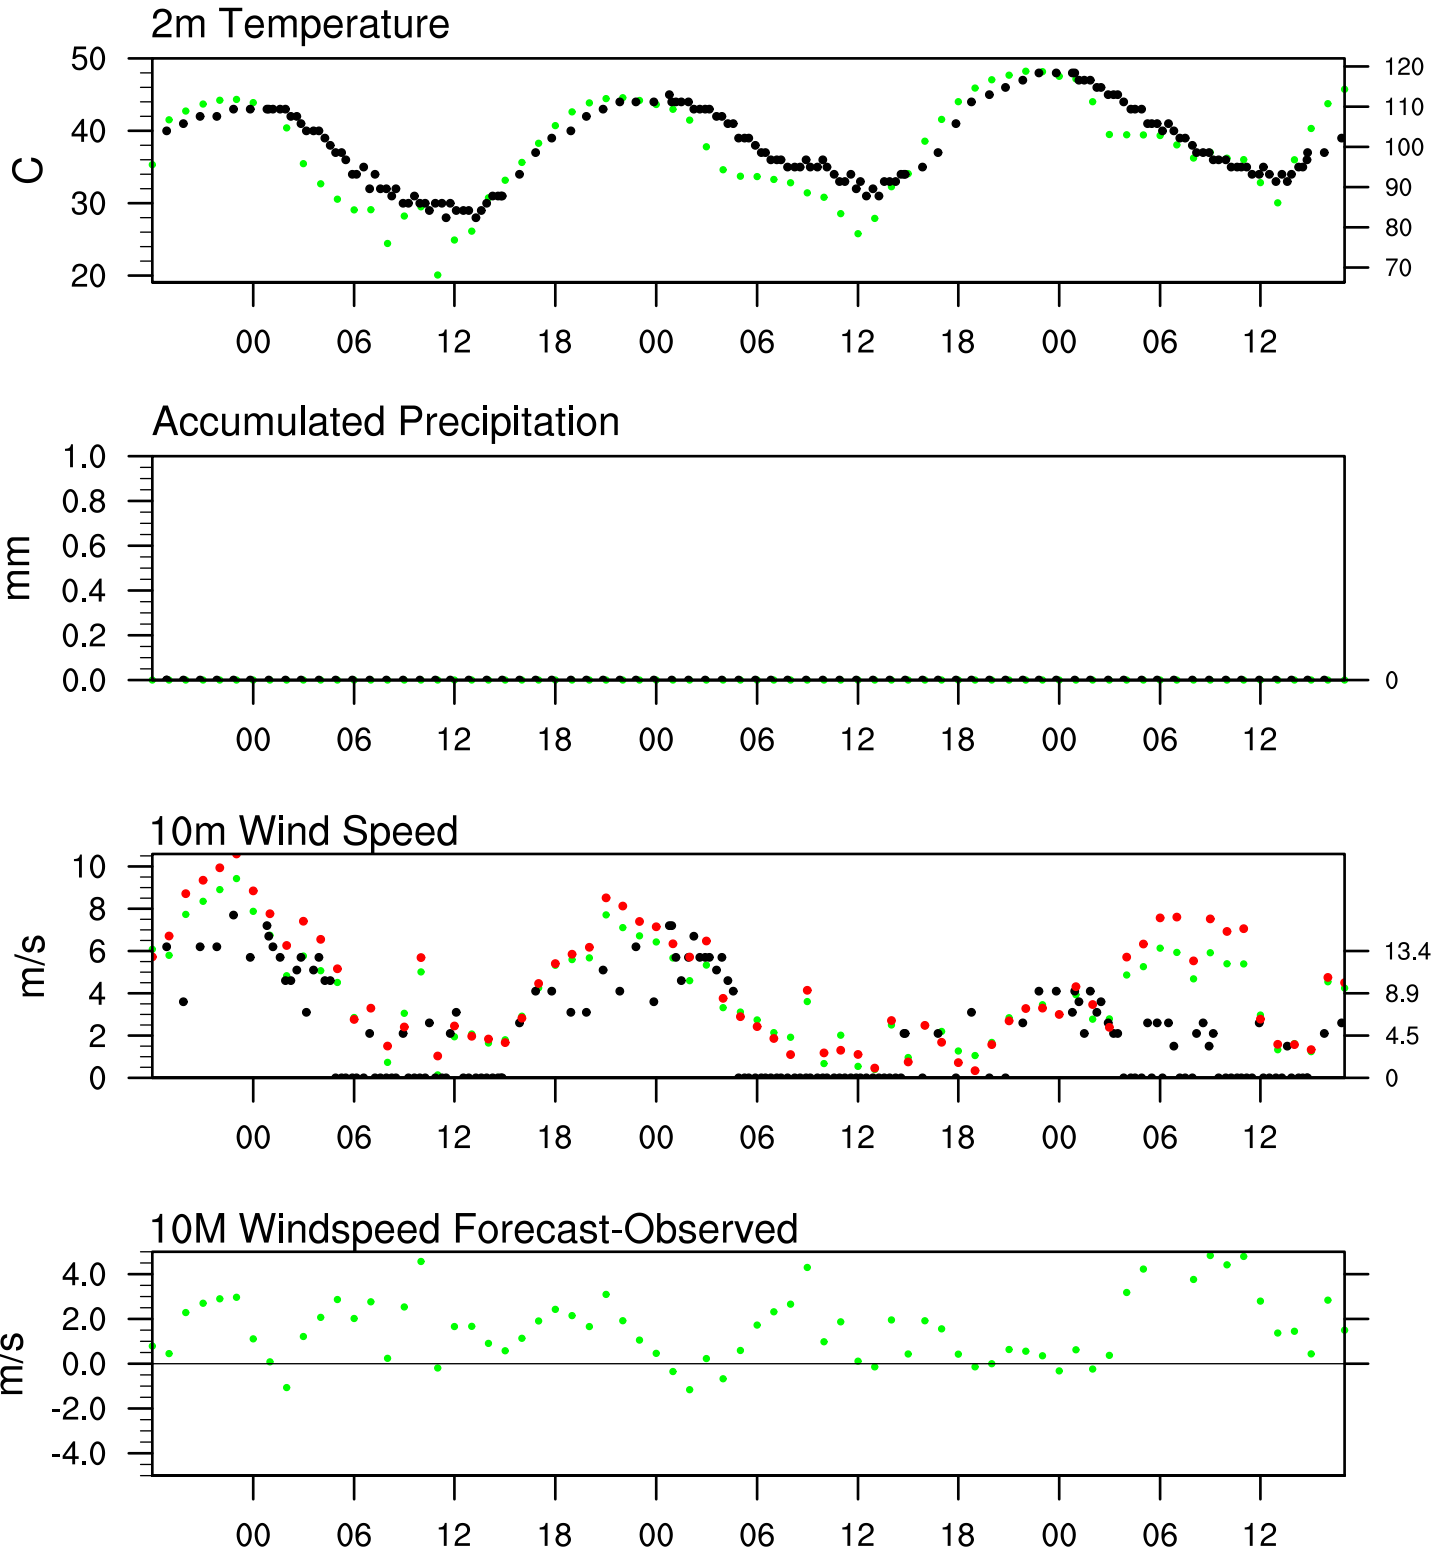 2m Temperature
50
40
30
20
C
120
110
100
90
80
70
00 06 12 18 00 06 12 18 00 06 12
Accumulated Precipitation
1.0
0.8
0.6
0.4
0.2
0.0
mm
0
00 06 12 18 00 06 12 18 00 06 12
10m Wind Speed
10
8
6
4
2
0
m/s
13.4
8.9
4.5
0
00 06 12 18 00 06 12 18 00 06 12
10M Windspeed Forecast-Observed
4.0
2.0
0.0
-2.0
-4.0
m/s
00 06 12 18 00 06 12 18 00 06 12